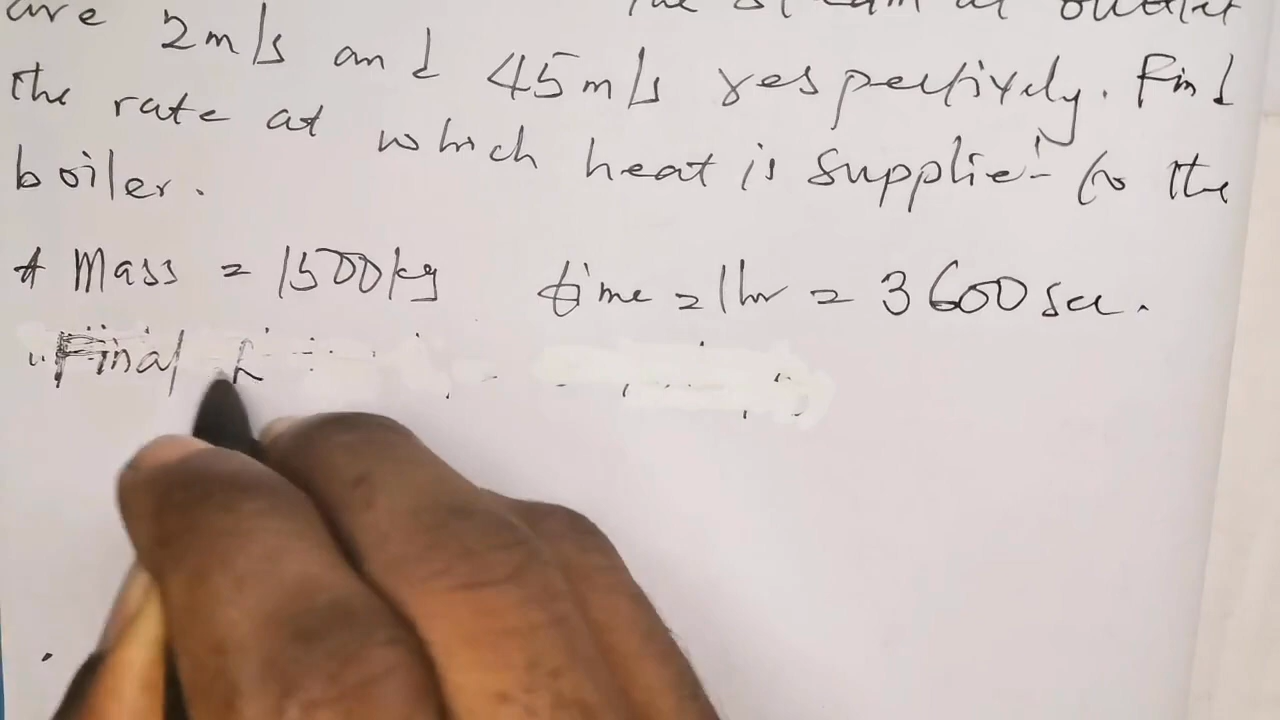 are 2m/s and 45m/s respectively. Find
the rate at which heat is supplied to the
boiler.
Mass = 1500kg time = 1hr = 3600sec.
Final